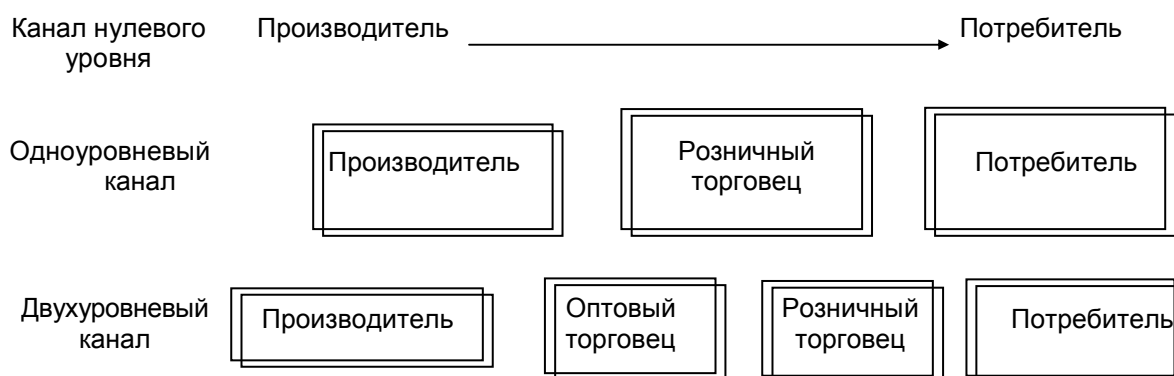 Канал нулевого
уровня
Производитель
Потребитель
Одноуровневый
канал
Производитель
Розничный
торговец
Потребитель
Двухуровневый
канал
Производитель
Оптовый
торговец
Розничный
торговец
Потребитель